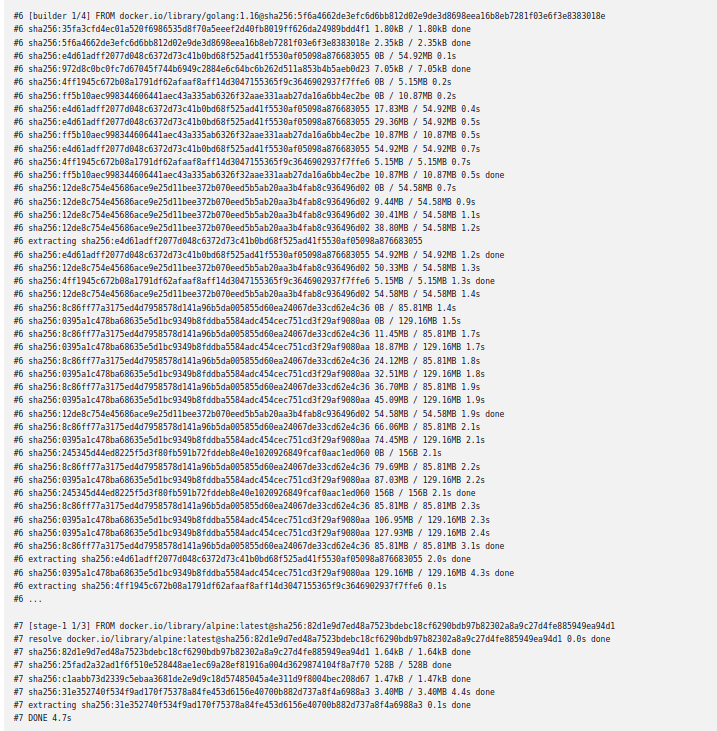 #6 [builder 1/4] FROM docker.io/library/golang:1.16@sha256:5f6a4662de3efc6d6bb812d02e9de3d8698eea16b8eb7281f03e6f3e8383018e
#6 sha256:35fa3cfd4ec01a520f6986535d8f70a5eeef2d40fb8019ff626da24989bdd4f1 1.80kB / 1.80kB done
#6 sha256:5f6a4662de3efc6d6bb812d02e9de3d8698eea16b8eb7281f03e6f3e8383018e 2.35kB / 2.35kB done
#6 sha256:e4d61adff2077d048c6372d73c41b0bd68f525ad41f5530af05098a876683055 0B / 54.92MB 0.1s
#6 sha256:972d8c0bc0fc7d67045f744b6949c2884e6c64bc6b262d511a853b4b5aeb0d23 7.05kB / 7.05kB done
#6 sha256:4ff1945c672b08a1791df62afaaf8aff14d3047155365f9c3646902937f7ffe6 0B / 5.15MB 0.2s
#6 sha256:ff5b10aec998344606441aec43a335ab6326f32aae331aab27da16a6bb4ec2be 0B / 10.87MB 0.2s
#6 sha256:e4d61adff2077d048c6372d73c41b0bd68f525ad41f5530af05098a876683055 17.83MB / 54.92MB 0.4s
#6 sha256:e4d61adff2077d048c6372d73c41b0bd68f525ad41f5530af05098a876683055 29.36MB / 54.92MB 0.5s
#6 sha256:ff5b10aec998344606441aec43a335ab6326f32aae331aab27da16a6bb4ec2be 10.87MB / 10.87MB 0.5s
#6 sha256:e4d61adff2077d048c6372d73c41b0bd68f525ad41f5530af05098a876683055 54.92MB / 54.92MB 0.7s
#6 sha256:4ff1945c672b08a1791df62afaaf8aff14d3047155365f9c3646902937f7ffe6 5.15MB / 5.15MB 0.7s
#6 sha256:ff5b10aec998344606441aec43a335ab6326f32aae331aab27da16a6bb4ec2be 10.87MB / 10.87MB 0.5s done
#6 sha256:12de8c754e45686ace9e25d11bee372b070eed5b5ab20aa3b4fab8c936496d02 0B / 54.58MB 0.7s
#6 sha256:12de8c754e45686ace9e25d11bee372b070eed5b5ab20aa3b4fab8c936496d02 9.44MB / 54.58MB 0.9s
#6 sha256:12de8c754e45686ace9e25d11bee372b070eed5b5ab20aa3b4fab8c936496d02 30.41MB / 54.58MB 1.1s
#6 sha256:12de8c754e45686ace9e25d11bee372b070eed5b5ab20aa3b4fab8c936496d02 38.80MB / 54.58MB 1.2s
#6 extracting sha256:e4d61adff2077d048c6372d73c41b0bd68f525ad41f5530af05098a876683055
#6 sha256:e4d61adff2077d048c6372d73c41b0bd68f525ad41f5530af05098a876683055 54.92MB / 54.92MB 1.2s done
#6 sha256:12de8c754e45686ace9e25d11bee372b070eed5b5ab20aa3b4fab8c936496d02 50.33MB / 54.58MB 1.3s
#6 sha256:4ff1945c672b08a1791df62afaaf8aff14d3047155365f9c3646902937f7ffe6 5.15MB / 5.15MB 1.3s done
#6 sha256:12de8c754e45686ace9e25d11bee372b070eed5b5ab20aa3b4fab8c936496d02 54.58MB / 54.58MB 1.4s
#6 sha256:8c86ff77a3175ed4d7958578d141a96b5da005855d60ea24067de33cd62e4c36 0B / 85.81MB 1.4s
#6 sha256:0395a1c478ba68635e5d1bc9349b8fddba5584adc454cec751cd3f29af9080aa 0B / 129.16MB 1.5s
#6 sha256:8c86ff77a3175ed4d7958578d141a96b5da005855d60ea24067de33cd62e4c36 11.45MB / 85.81MB 1.7s
#6 sha256:0395a1c478ba68635e5d1bc9349b8fddba5584adc454cec751cd3f29af9080aa 18.87MB / 129.16MB 1.7s
#6 sha256:8c86ff77a3175ed4d7958578d141a96b5da005855d60ea24067de33cd62e4c36 24.12MB / 85.81MB 1.8s
#6 sha256:0395a1c478ba68635e5d1bc9349b8fddba5584adc454cec751cd3f29af9080aa 32.51MB / 129.16MB 1.8s
#6 sha256:8c86ff77a3175ed4d7958578d141a96b5da005855d60ea24067de33cd62e4c36 36.70MB / 85.81MB 1.9s
#6 sha256:0395a1c478ba68635e5d1bc9349b8fddba5584adc454cec751cd3f29af9080aa 45.09MB / 129.16MB 1.9s
#6 sha256:12de8c754e45686ace9e25d11bee372b070eed5b5ab20aa3b4fab8c936496d02 54.58MB / 54.58MB 1.9s done
#6 sha256:8c86ff77a3175ed4d7958578d141a96b5da005855d60ea24067de33cd62e4c36 66.06MB / 85.81MB 2.1s
#6 sha256:0395a1c478ba68635e5d1bc9349b8fddba5584adc454cec751cd3f29af9080aa 74.45MB / 129.16MB 2.1s
#6 sha256:245345d44ed8225f5d3f80fb591b72fddeb8e40e1020926849fcaf0aac1ed060 0B / 156B 2.1s
#6 sha256:8c86ff77a3175ed4d7958578d141a96b5da005855d60ea24067de33cd62e4c36 79.69MB / 85.81MB 2.2s
#6 sha256:0395a1c478ba68635e5d1bc9349b8fddba5584adc454cec751cd3f29af9080aa 87.03MB / 129.16MB 2.2s
#6 sha256:245345d44ed8225f5d3f80fb591b72fddeb8e40e1020926849fcaf0aac1ed060 156B / 156B 2.1s done
#6 sha256:8c86ff77a3175ed4d7958578d141a96b5da005855d60ea24067de33cd62e4c36 85.81MB / 85.81MB 2.3s
#6 sha256:0395a1c478ba68635e5d1bc9349b8fddba5584adc454cec751cd3f29af9080aa 106.95MB / 129.16MB 2.3s
#6 sha256:0395a1c478ba68635e5d1bc9349b8fddba5584adc454cec751cd3f29af9080aa 127.93MB / 129.16MB 2.4s
#6 sha256:8c86ff77a3175ed4d7958578d141a96b5da005855d60ea24067de33cd62e4c36 85.81MB / 85.81MB 3.1s done
#6 extracting sha256:e4d61adff2077d048c6372d73c41b0bd68f525ad41f5530af05098a876683055 2.0s done
#6 sha256:0395a1c478ba68635e5d1bc9349b8fddba5584adc454cec751cd3f29af9080aa 129.16MB / 129.16MB 4.3s done
#6 extracting sha256:4ff1945c672b08a1791df62afaaf8aff14d3047155365f9c3646902937f7ffe6 0.1s
#6 ...
#7 [stage-1 1/3] FROM docker.io/library/alpine:latest@sha256:82d1e9d7ed48a7523bdebc18cf6290bdb97b82302a8a9c27d4fe885949ea94d1
#7 resolve docker.io/library/alpine:latest@sha256:82d1e9d7ed48a7523bdebc18cf6290bdb97b82302a8a9c27d4fe885949ea94d1 0.0s done
#7 sha256:82d1e9d7ed48a7523bdebc18cf6290bdb97b82302a8a9c27d4fe885949ea94d1 1.64kB / 1.64kB done
#7 sha256:25fad2a32ad1f6f510e528448ae1ec69a28ef81916a004d3629874104f8a7f70 528B / 528B done
#7 sha256:c1aabb73d2339c5ebaa3681de2e9d9c18d57485045a4e311d9f8004bec208d67 1.47kB / 1.47kB done
#7 sha256:31e352740f534f9ad170f75378a84fe453d6156e40700b882d737a8f4a6988a3 3.40MB / 3.40MB 4.4s done
#7 extracting sha256:31e352740f534f9ad170f75378a84fe453d6156e40700b882d737a8f4a6988a3 0.1s done
#7 DONE 4.7s